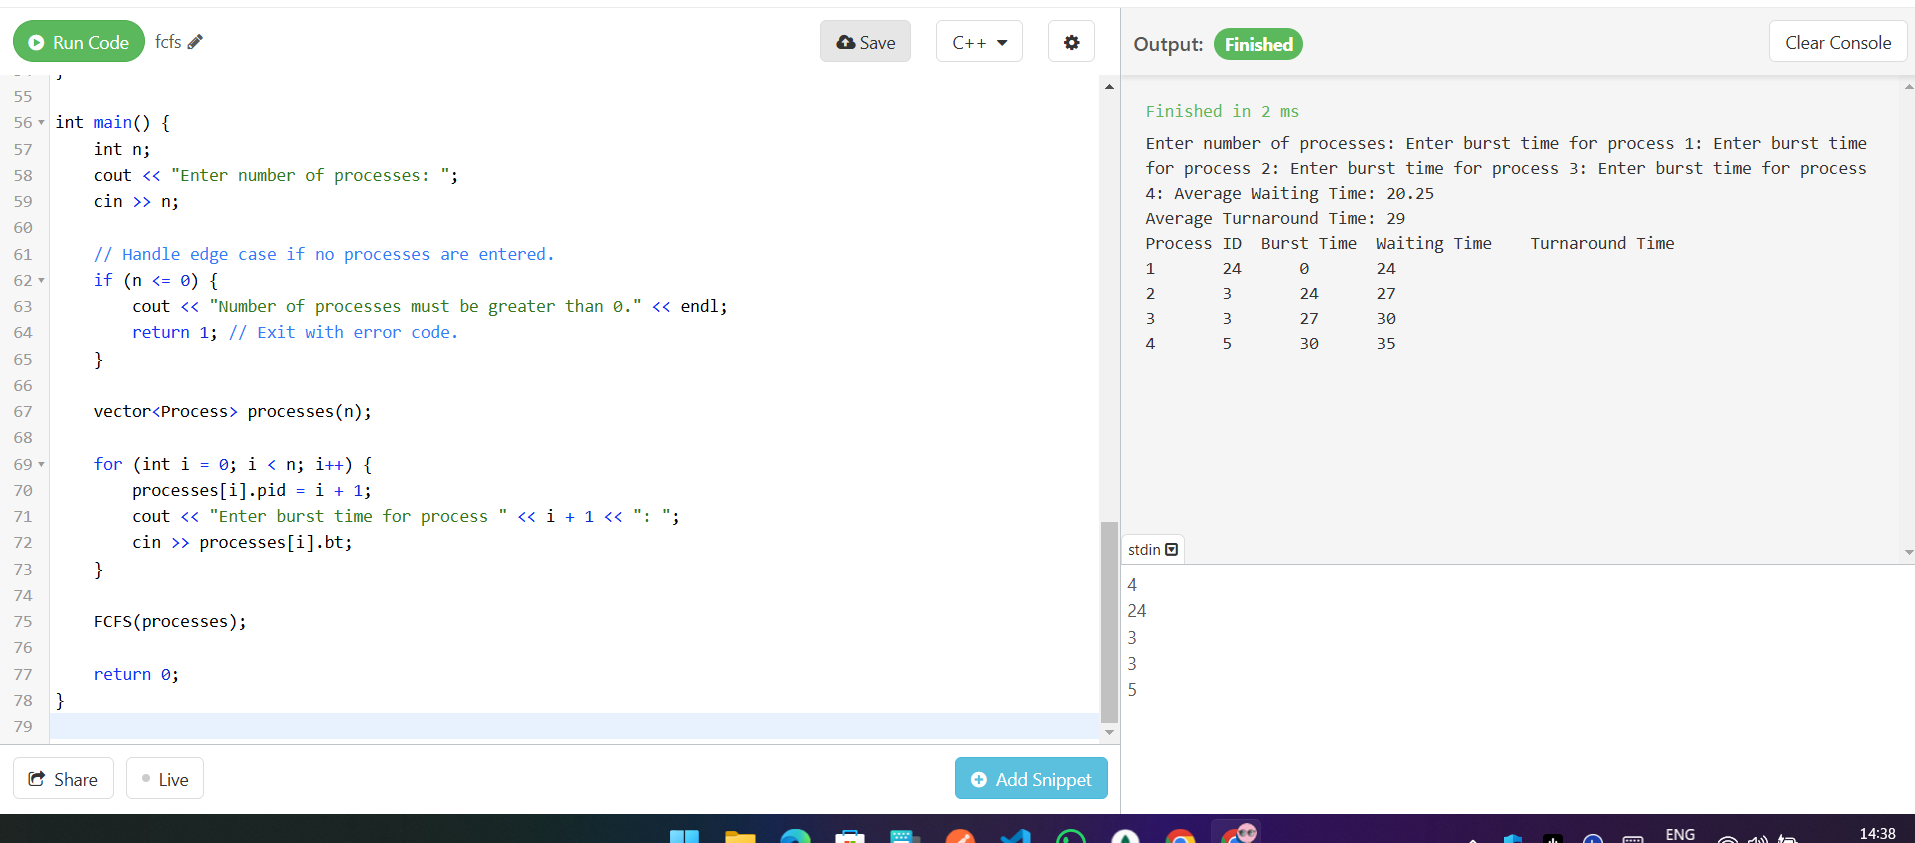 Run Code fcfs Save C++
55
56 int main() {
57 int n;
58 cout << "Enter number of processes: ";
59 cin >> n;
60
61 // Handle edge case if no processes are entered.
62 if (n <= 0) {
63 cout << "Number of processes must be greater than 0." << endl;
64 return 1; // Exit with error code.
65 }
66
67 vector<Process> processes(n);
68
69 for (int i = 0; i < n; i++) {
70 processes[i].pid = i + 1;
71 cout << "Enter burst time for process " << i + 1 << ": ";
72 cin >> processes[i].bt;
73 }
74
75 FCFS(processes);
76
77 return 0;
78 }
79
Share Live Add Snippet
Output: Finished Clear Console
Finished in 2 ms
Enter number of processes: Enter burst time for process 1: Enter burst time
for process 2: Enter burst time for process 3: Enter burst time for process
4: Average Waiting Time: 20.25
Average Turnaround Time: 29
Process ID Burst Time Waiting Time Turnaround Time
1 24 0 24
2 3 24 27
3 3 27 30
4 5 30 35
stdin
4
24
3
3
5
ENG 14:38